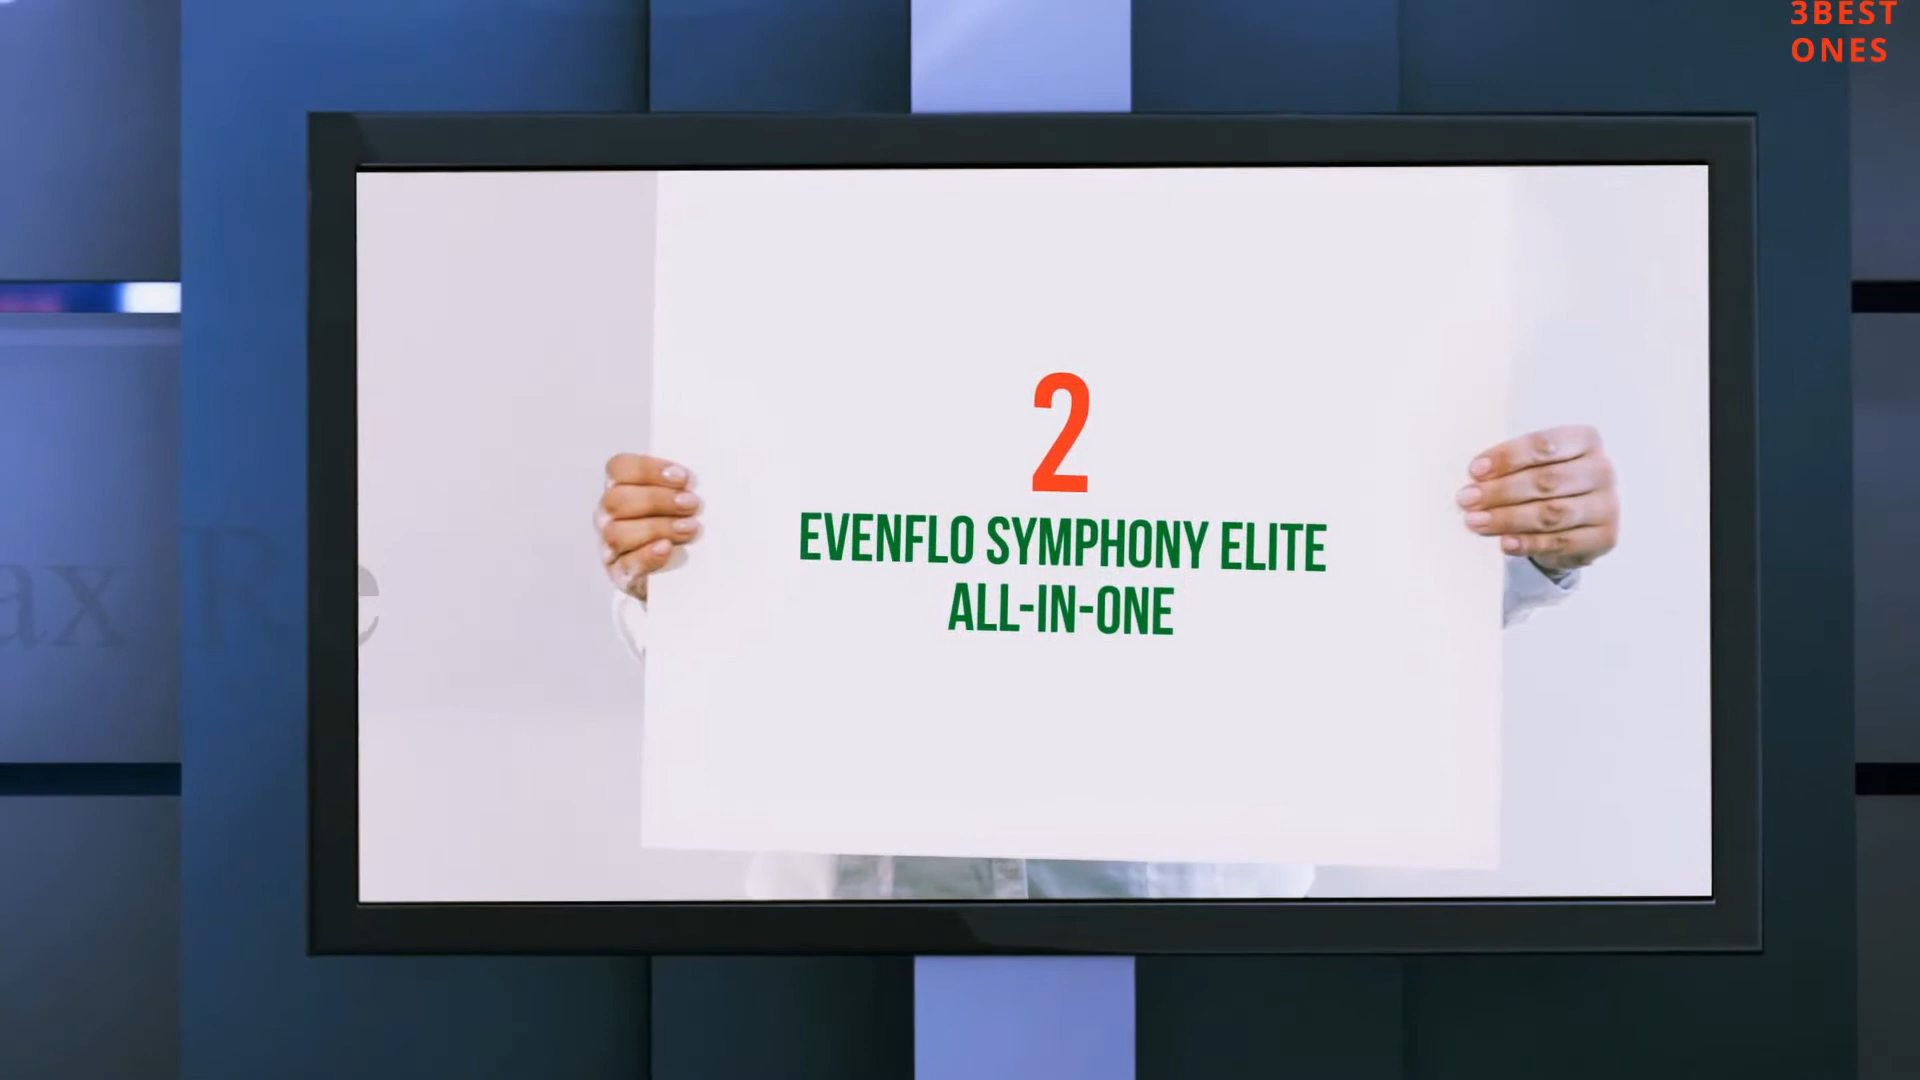 3BEST
ONES
2
EVENFLO SYMPHONY ELITE
ALL-IN-ONE